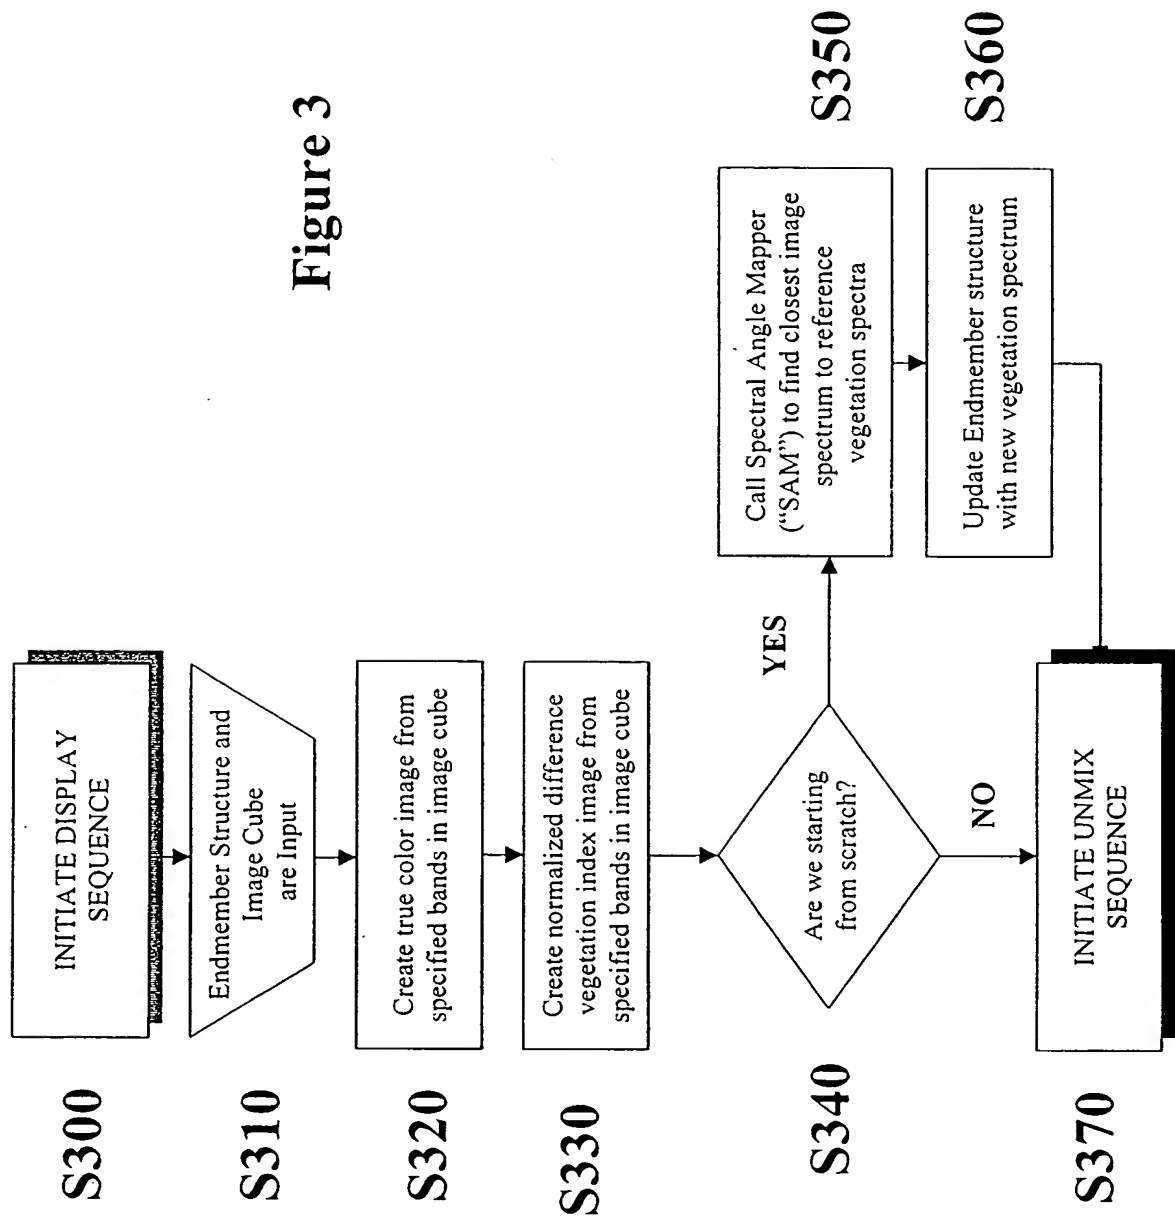 Figure 3
S300
INITIATE DISPLAY
SEQUENCE
S310
Endmember Structure and
Image Cube
are Input
S320
Create true color image from
specified bands in image cube
S330
Create normalized difference
vegetation index image from
specified bands in image cube
S340
Are we starting
from scratch?
YES
S350
Call Spectral Angle Mapper
(“SAM”) to find closest image
spectrum to reference
vegetation spectra
S360
Update Endmember structure
with new vegetation spectrum
NO
S370
INITIATE UNMIX
SEQUENCE